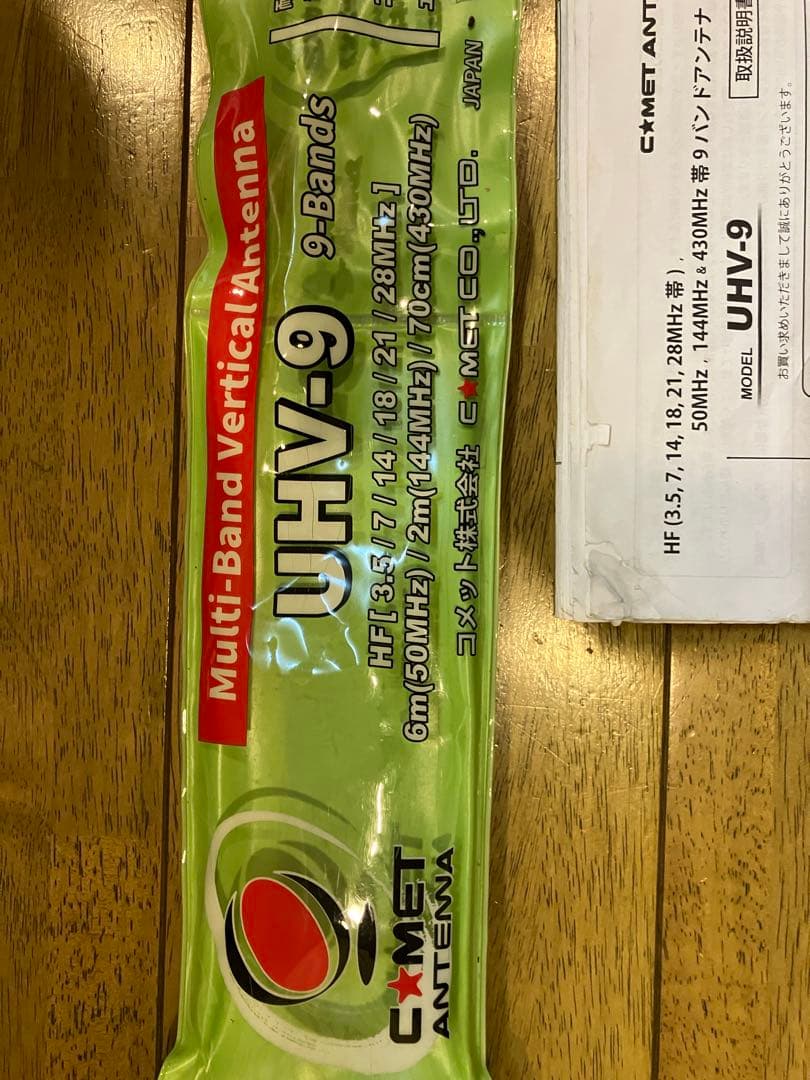 Multi-Band Vertical Antenna
UHV-9 9-Bands
HF [ 3.5 / 7 / 14 / 18 / 21 / 28MHz ]
6m(50MHz) / 2m(144MHz) / 70cm(430MHz)
コメット株式会社 C★MET CO., LTD. JAPAN
C★MET
ANTENNA
C★MET ANT
取扱説明書
HF (3.5, 7, 14, 18, 21, 28MHz 帯 ) ,
50MHz , 144MHz & 430MHz 帯 9 バンドアンテナ
MODEL UHV-9
お買い求めいただきまして誠にありがとうございます。